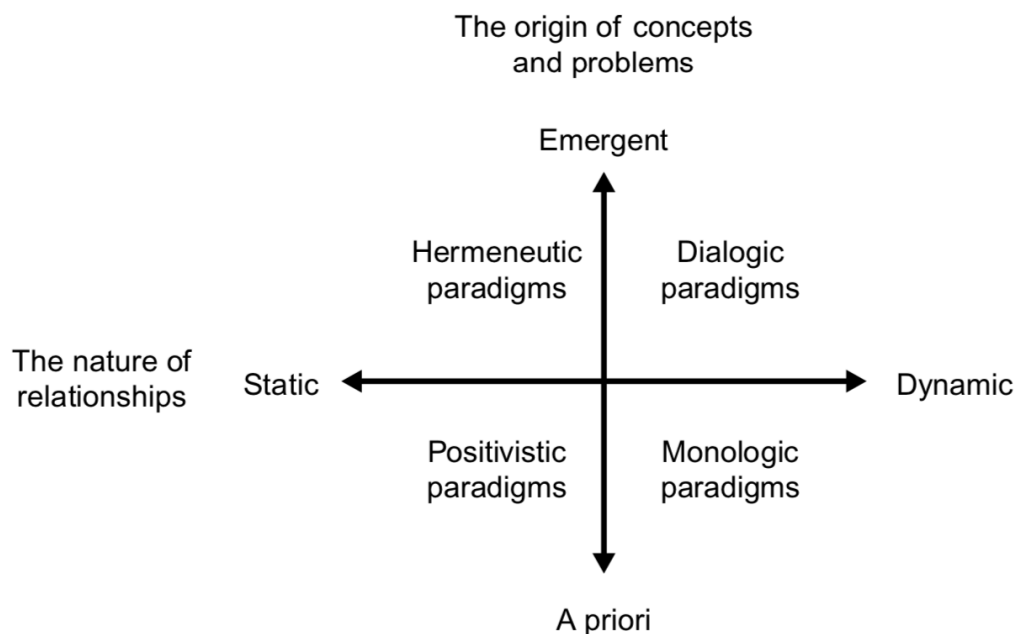 The origin of concepts
and problems
Emergent
Hermeneutic
paradigms
Dialogic
paradigms
The nature of
relationships
Static
Dynamic
Positivistic
paradigms
Monologic
paradigms
A priori